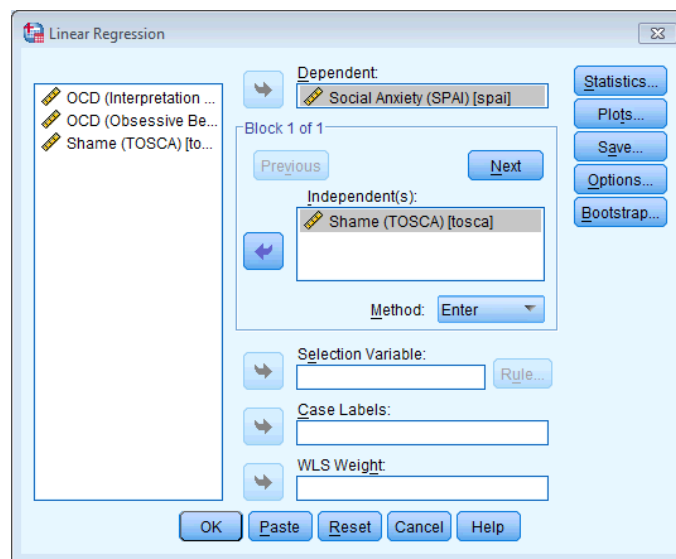 Linear Regression
OCD (Interpretation ...
OCD (Obsessive Be...
Shame (TOSCA) [to...
Dependent:
Social Anxiety (SPAI) [spai]
Block 1 of 1
Previous
Next
Independent(s):
Shame (TOSCA) [tosca]
Method: Enter
Selection Variable:
Rule...
Case Labels:
WLS Weight:
Statistics...
Plots...
Save...
Options...
Bootstrap...
OK Paste Reset Cancel Help